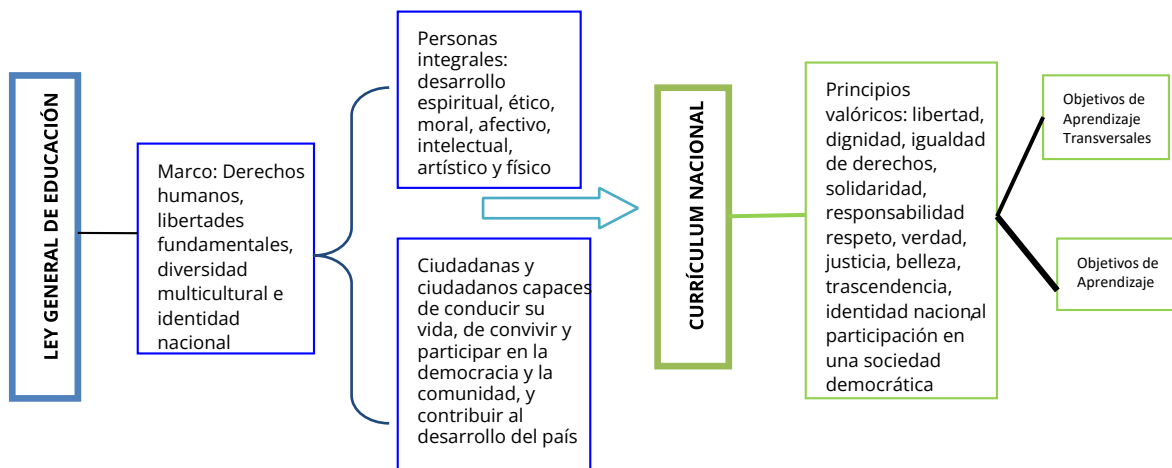 LEY GENERAL DE EDUCACIÓN
Marco: Derechos
humanos,
libertades
fundamentales,
diversidad
multicultural e
identidad
nacional
Personas
integrales:
desarrollo
espiritual, ético,
moral, afectivo,
intelectual,
artístico y físico
Ciudadanas y
ciudadanos capaces
de conducir su
vida, de convivir y
participar en la
democracia y la
comunidad, y
contribuir al
desarrollo del país
CURRÍCULUM NACIONAL
Principios
valóricos: libertad,
dignidad, igualdad
de derechos,
solidaridad,
responsabilidad
respeto, verdad,
justicia, belleza,
trascendencia,
identidad nacional,
participación en
una sociedad
democrática
Objetivos de
Aprendizaje
Transversales
Objetivos de
Aprendizaje